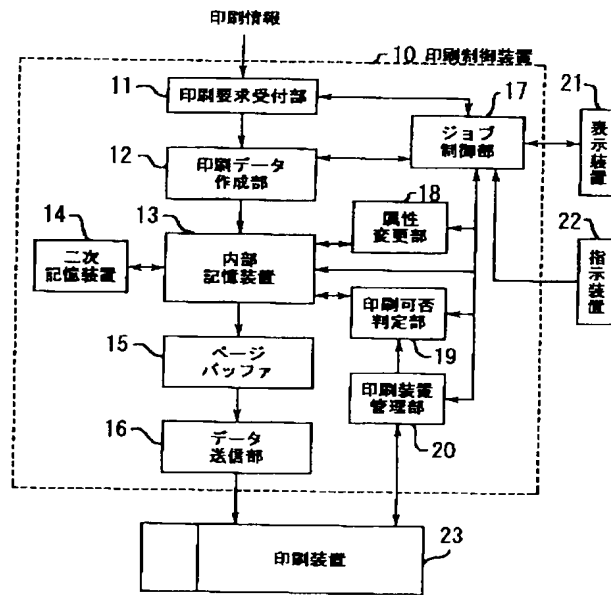 印刷情報
10 印刷制御装置
11
印刷要求受付部
17
ジョブ
制御部
21
表示装置
12
印刷データ
作成部
13
14
二次
記憶装置
内部
記憶装置
18
属性
変更部
22
指示装置
印刷可否
判定部
19
15
ページ
バッファ
印刷装置
管理部
20
16
データ
送信部
印刷装置
23